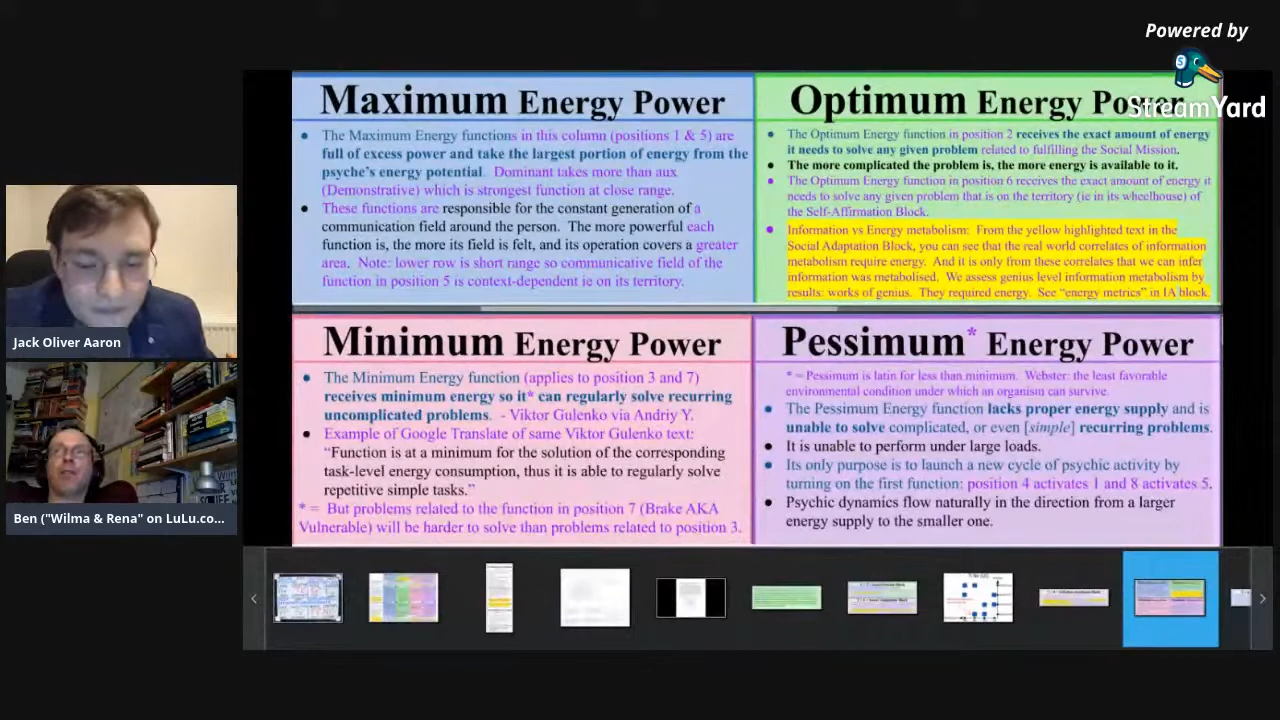 Powered by
StreamYard
Maximum Energy Power
The Maximum Energy functions in this column (positions 1 & 5) are
full of excess power and take the largest portion of energy from the
psyche's energy potential. Dominant takes more than aux
(Demonstrative) which is strongest function at close range.
These functions are responsible for the constant generation of a
communication field around the person. The more powerful each
function is, the more its field is felt, and its operation covers a greater
area. Note: lower row is short range so communicative field of the
function in position 5 is context-dependent ie on its territory.
Optimum Energy Power
The Optimum Energy function in position 2 receives the exact amount of energy
it needs to solve any given problem related to fulfilling the Social Mission.
The more complicated the problem is, the more energy is available to it.
The Optimum Energy function in position 6 receives the exact amount of energy it
needs to solve any given problem that is on the territory (ie in its wheelhouse) of
the Self-Affirmation Block.
Information vs Energy metabolism: From the yellow highlighted text in the
Social Adaptation Block, you can see that the real world correlates of information
metabolism require energy. And it is only from these correlates that we can infer
information was metabolised. We assess genius level information metabolism by
results: works of genius. They required energy. See "energy metrics" in IA block.
Minimum Energy Power
The Minimum Energy function (applies to position 3 and 7)
receives minimum energy so it* can regularly solve recurring
uncomplicated problems. - Viktor Gulenko via Andriy Y.
Example of Google Translate of same Viktor Gulenko text:
"Function is at a minimum for the solution of the corresponding
task-level energy consumption, thus it is able to regularly solve
repetitive simple tasks."
* = But problems related to the function in position 7 (Brake AKA
Vulnerable) will be harder to solve than problems related to position 3.
Pessimum* Energy Power
* = Pessimum is latin for less than minimum. Webster: the least favorable
environmental condition under which an organism can survive.
The Pessimum Energy function lacks proper energy supply and is
unable to solve complicated, or even [simple] recurring problems.
It is unable to perform under large loads.
Its only purpose is to launch a new cycle of psychic activity by
turning on the first function: position 4 activates 1 and 8 activates 5.
Psychic dynamics flow naturally in the direction from a larger
energy supply to the smaller one.
Jack Oliver Aaron
Ben ("Wilma & Rena" on LuLu.co...